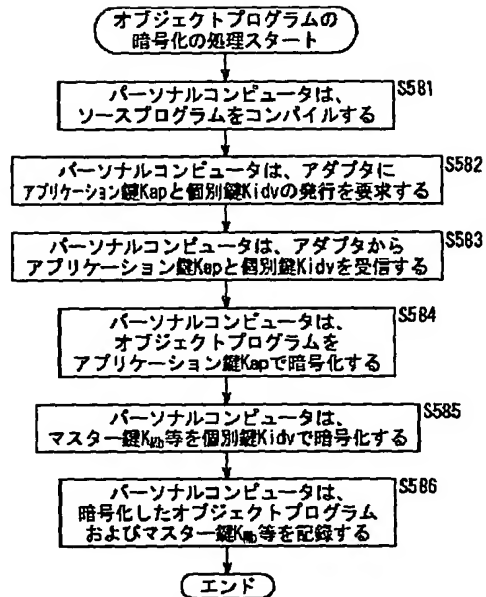 オブジェクトプログラムの
暗号化の処理スタート
S581
パーソナルコンピュータは、
ソースプログラムをコンパイルする
S582
パーソナルコンピュータは、アダプタに
アプリケーション鍵Kapと個別鍵Kidvの発行を要求する
S583
パーソナルコンピュータは、アダプタから
アプリケーション鍵Kapと個別鍵Kidvを受信する
S584
パーソナルコンピュータは、
オブジェクトプログラムを
アプリケーション鍵Kapで暗号化する
S585
パーソナルコンピュータは、
マスター鍵KMb等を個別鍵Kidvで暗号化する
S586
パーソナルコンピュータは、
暗号化したオブジェクトプログラム
およびマスター鍵KMb等を記録する
エンド